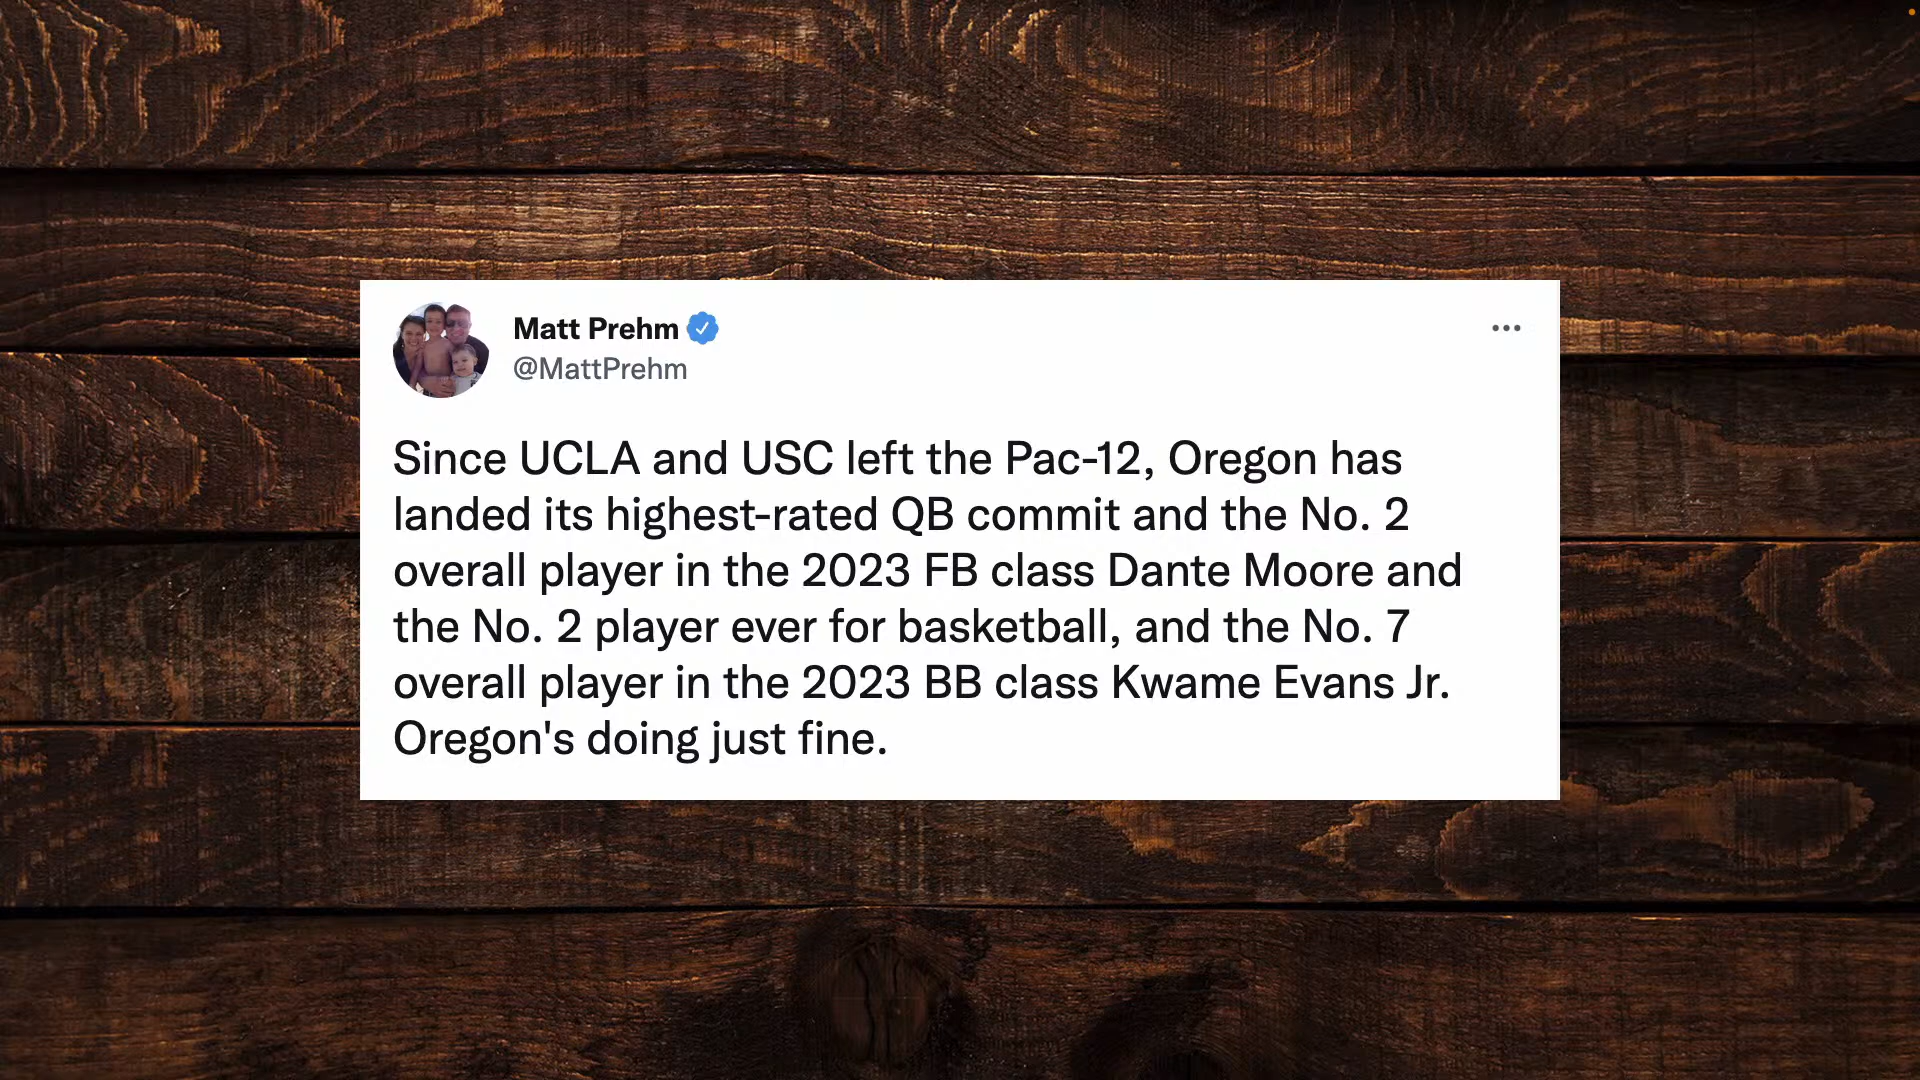 Matt Prehm
@MattPrehm
Since UCLA and USC left the Pac-12, Oregon has
landed its highest-rated QB commit and the No. 2
overall player in the 2023 FB class Dante Moore and
the No. 2 player ever for basketball, and the No. 7
overall player in the 2023 BB class Kwame Evans Jr.
Oregon's doing just fine.